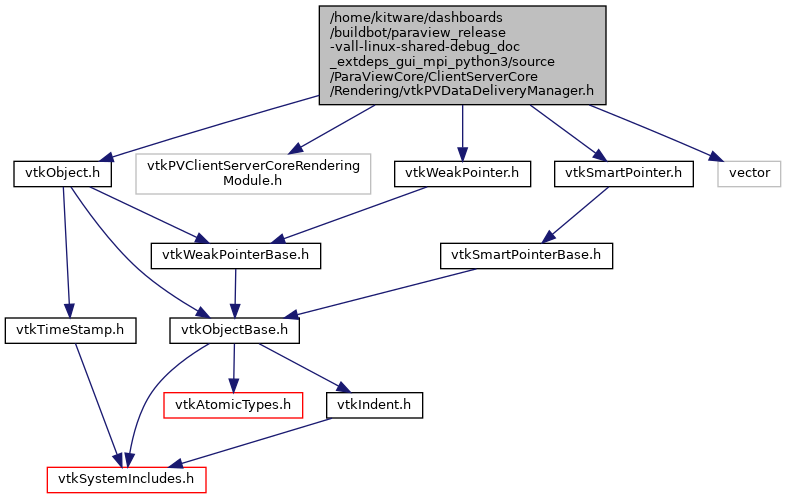 /home/kitware/dashboards
/buildbot/paraview_release
-vall-linux-shared-debug_doc
_extdeps_gui_mpi_python3/source
/ParaViewCore/ClientServerCore
/Rendering/vtkPVDataDeliveryManager.h
vtkObject.h
vtkPVClientServerCoreRendering
Module.h
vtkWeakPointer.h
vtkSmartPointer.h
vector
vtkWeakPointerBase.h
vtkSmartPointerBase.h
vtkTimeStamp.h
vtkObjectBase.h
vtkAtomicTypes.h
vtkIndent.h
vtkSystemIncludes.h